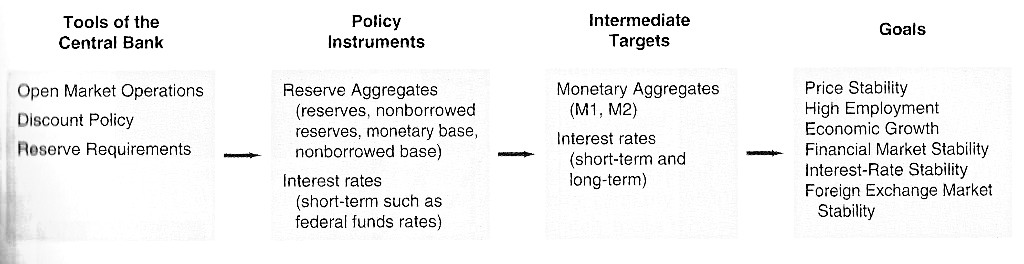 Tools of the
Central Bank
Policy
Instruments
Intermediate
Targets
Goals
Open Market Operations
Discount Policy
Reserve Requirements
Reserve Aggregates
(reserves, nonborrowed
reserves, monetary base,
nonborrowed base)
Interest rates
(short-term such as
federal funds rates)
Monetary Aggregates
(M1, M2)
Interest rates
(short-term and
long-term)
Price Stability
High Employment
Economic Growth
Financial Market Stability
Interest-Rate Stability
Foreign Exchange Market
Stability